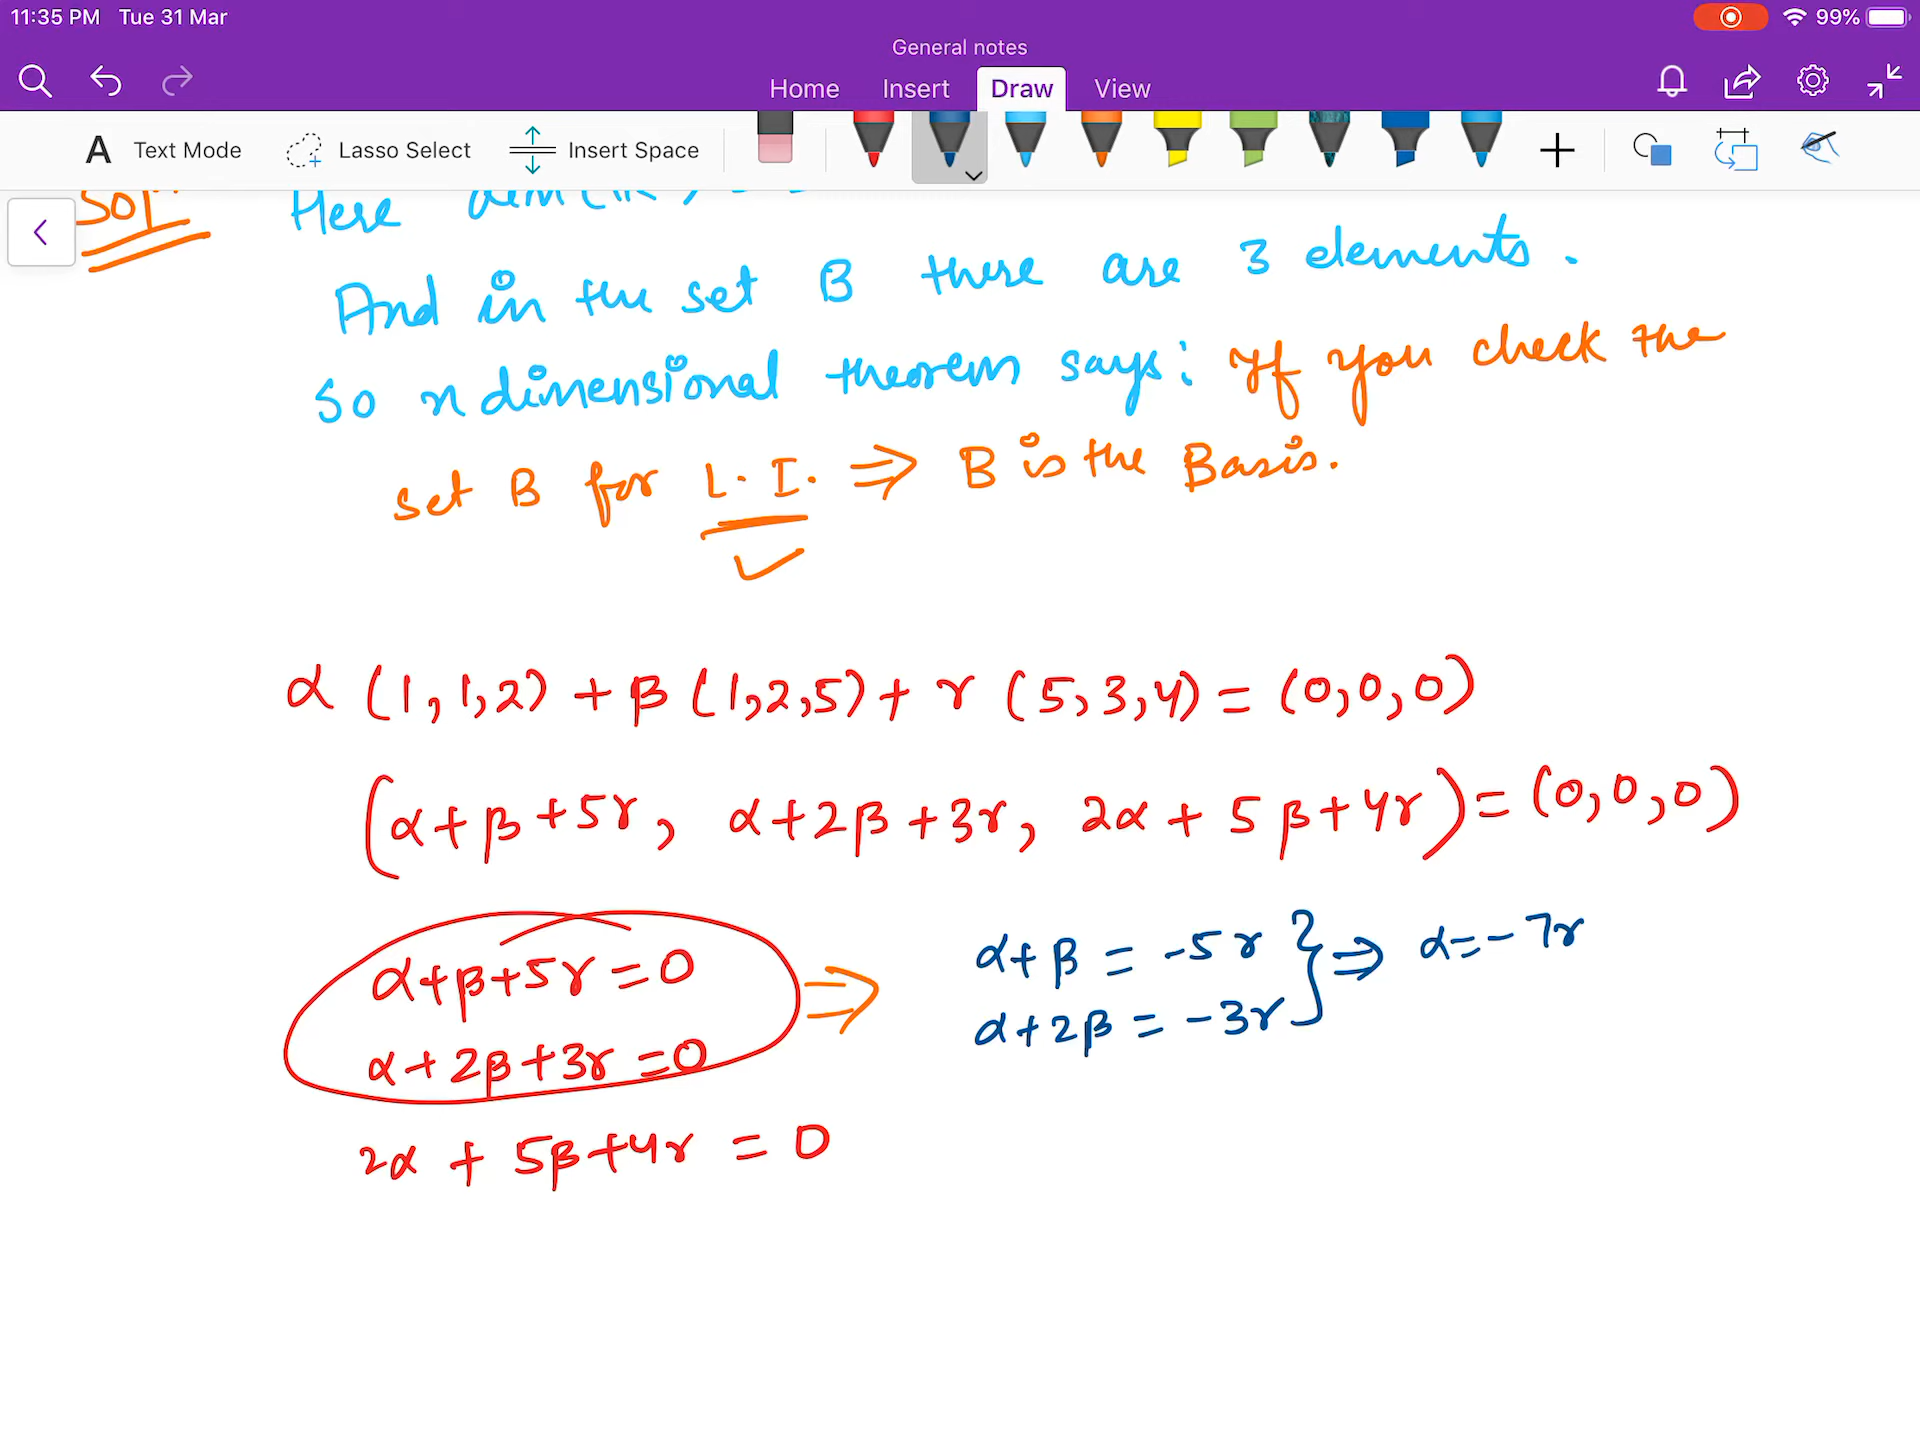 11:35 PM Tue 31 Mar 99%
General notes
Home Insert Draw View
A Text Mode Lasso Select Insert Space
Solⁿ Here dim(ℝ
And in the set B there are 3 elements.
So n dimensional theorem says: If you check the
set B for L.I. ⇒ B is the Basis.
α (1,1,2) + β (1,2,5) + γ (5,3,4) = (0,0,0)
(α+β+5γ, α+2β+3γ, 2α+5β+4γ) = (0,0,0)
α+β+5γ=0 ⇒ α+β = -5γ } ⇒ α=-7γ
α+2β+3γ=0 α+2β = -3γ
2α + 5β+4γ = 0